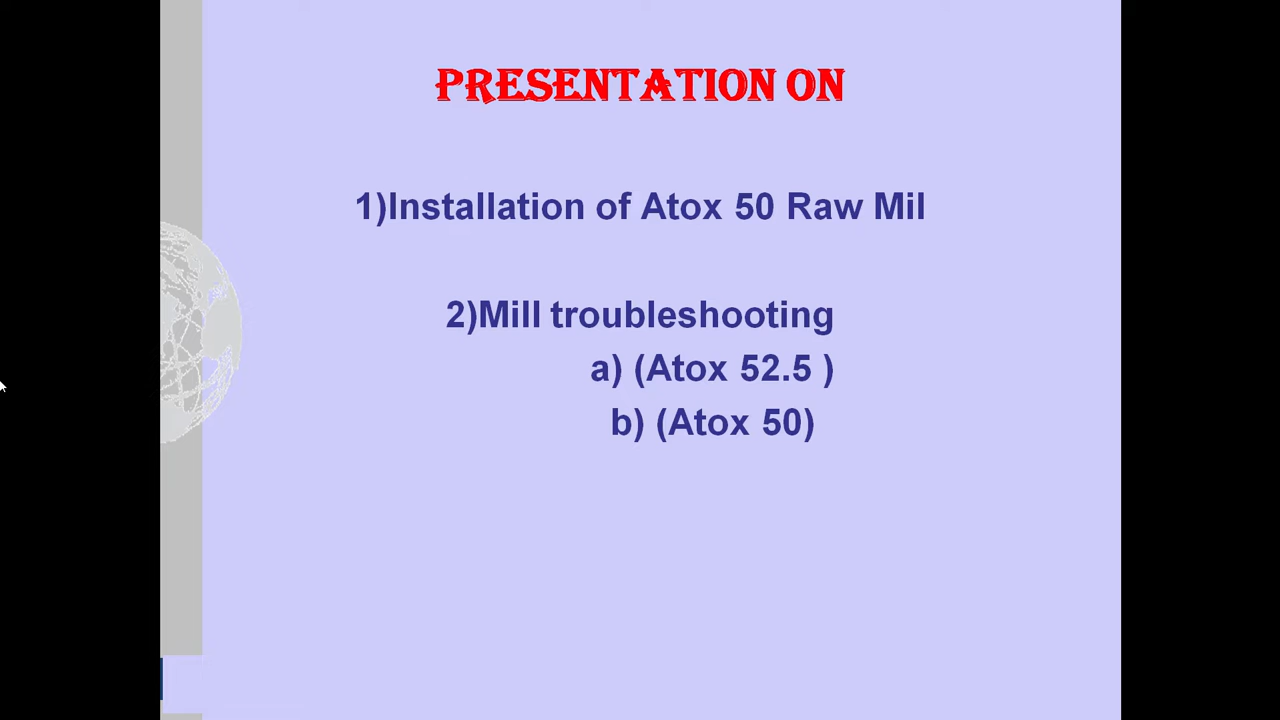 PRESENTATION ON
1)Installation of Atox 50 Raw Mil
2)Mill troubleshooting
a) (Atox 52.5 )
b) (Atox 50)